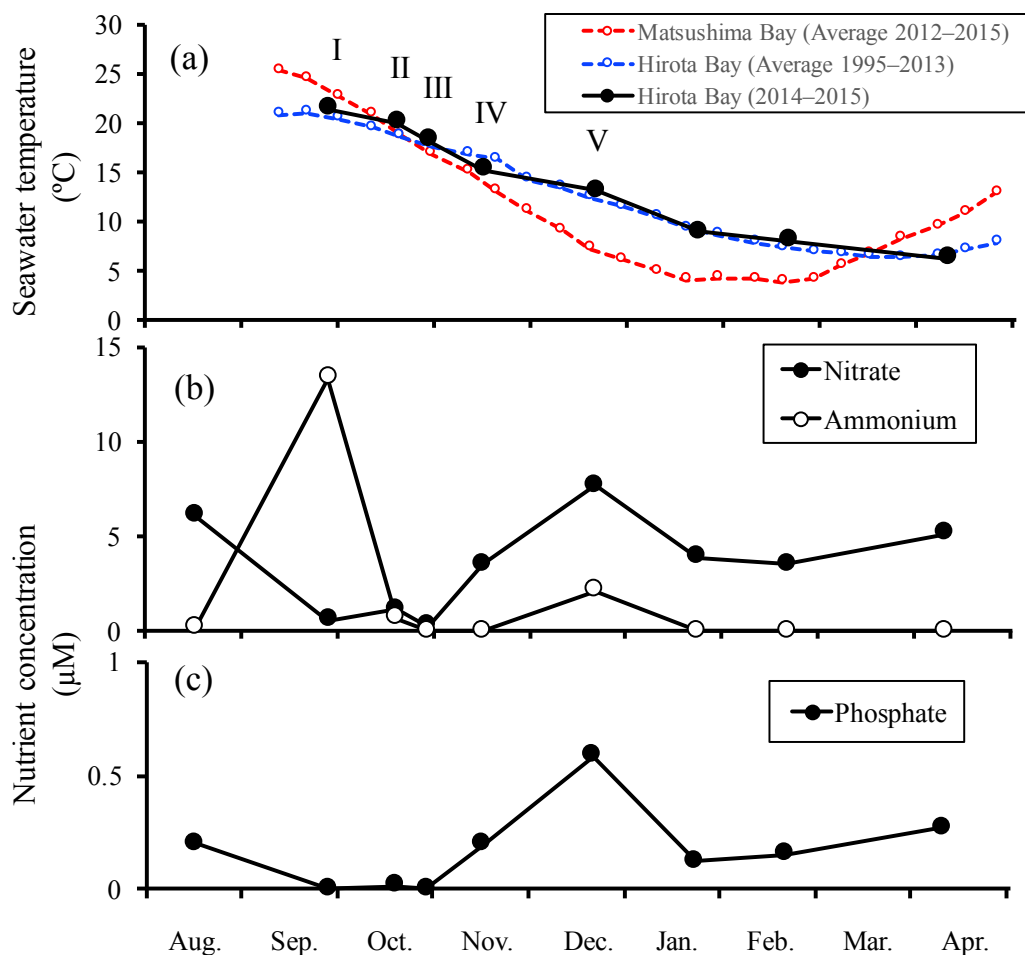 30
25
20
15
10
5
0
Seawater temperature
(ºC)
(a)
I
II
III
IV
V
Matsushima Bay (Average 2012–2015)
Hirota Bay (Average 1995–2013)
Hirota Bay (2014–2015)
15
10
5
0
(b)
Nitrate
Ammonium
Nutrient concentration
(µM)
1
0.5
0
(c)
Phosphate
Aug. Sep. Oct. Nov. Dec. Jan. Feb. Mar. Apr.